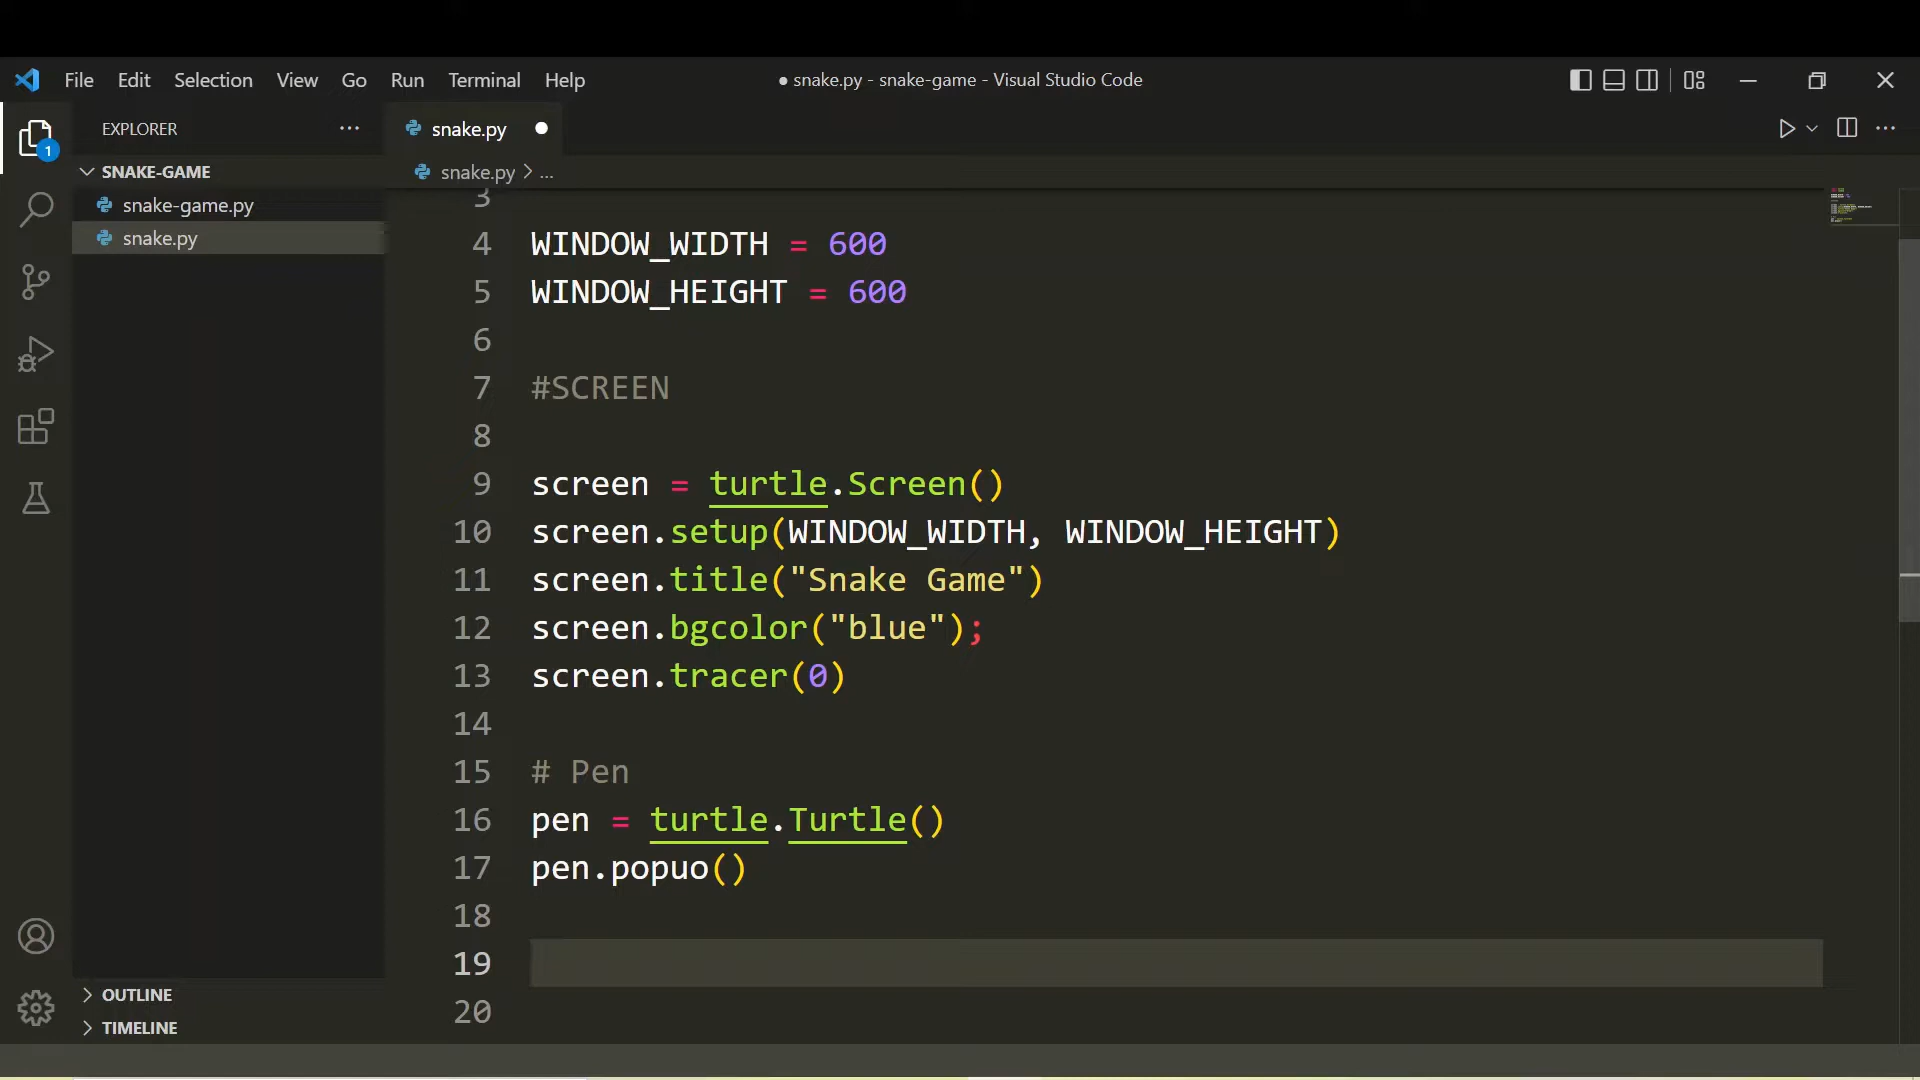 File Edit Selection View Go Run Terminal Help
● snake.py - snake-game - Visual Studio Code
EXPLORER
snake.py
1
SNAKE-GAME
snake.py > ...
snake-game.py
snake.py
3
4 WINDOW_WIDTH = 600
5 WINDOW_HEIGHT = 600
6
7 #SCREEN
8
9 screen = turtle.Screen()
10 screen.setup(WINDOW_WIDTH, WINDOW_HEIGHT)
11 screen.title("Snake Game")
12 screen.bgcolor("blue");
13 screen.tracer(0)
14
15 # Pen
16 pen = turtle.Turtle()
17 pen.popuo()
18
19
20
OUTLINE
TIMELINE